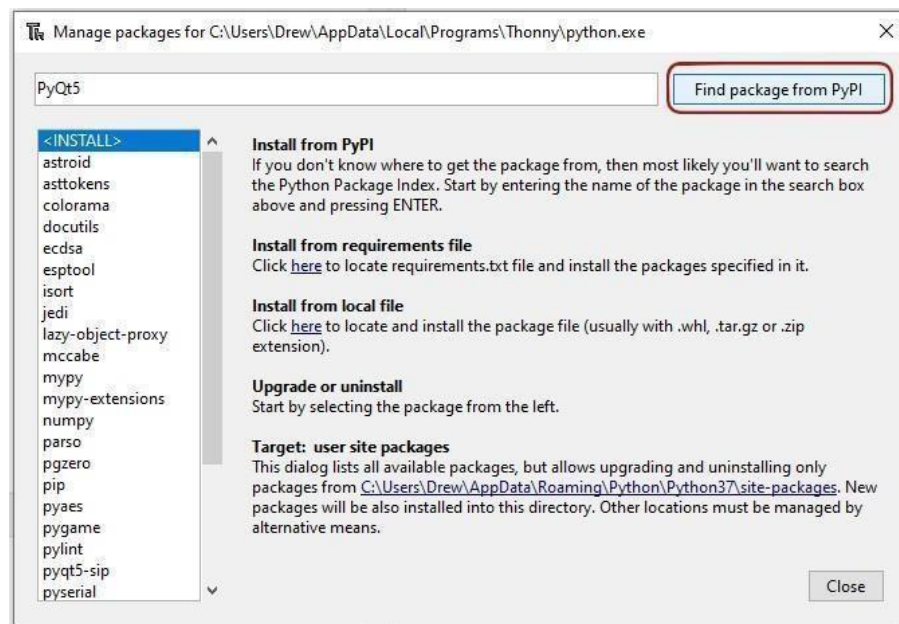 Manage packages for C:\Users\Drew\AppData\Local\Programs\Thonny\python.exe
PyQt5
Find package from PyPI
<INSTALL>
astroid
asttokens
colorama
docutils
ecdsa
esptool
isort
jedi
lazy-object-proxy
mccabe
mypy
mypy-extensions
numpy
parso
pgzero
pip
pyaes
pygame
pylint
pyqt5-sip
pyserial
Install from PyPI
If you don't know where to get the package from, then most likely you'll want to search
the Python Package Index. Start by entering the name of the package in the search box
above and pressing ENTER.
Install from requirements file
Click here to locate requirements.txt file and install the packages specified in it.
Install from local file
Click here to locate and install the package file (usually with .whl, .tar.gz or .zip
extension).
Upgrade or uninstall
Start by selecting the package from the left.
Target: user site packages
This dialog lists all available packages, but allows upgrading and uninstalling only
packages from C:\Users\Drew\AppData\Roaming\Python\Python37\site-packages. New
packages will be also installed into this directory. Other locations must be managed by
alternative means.
Close